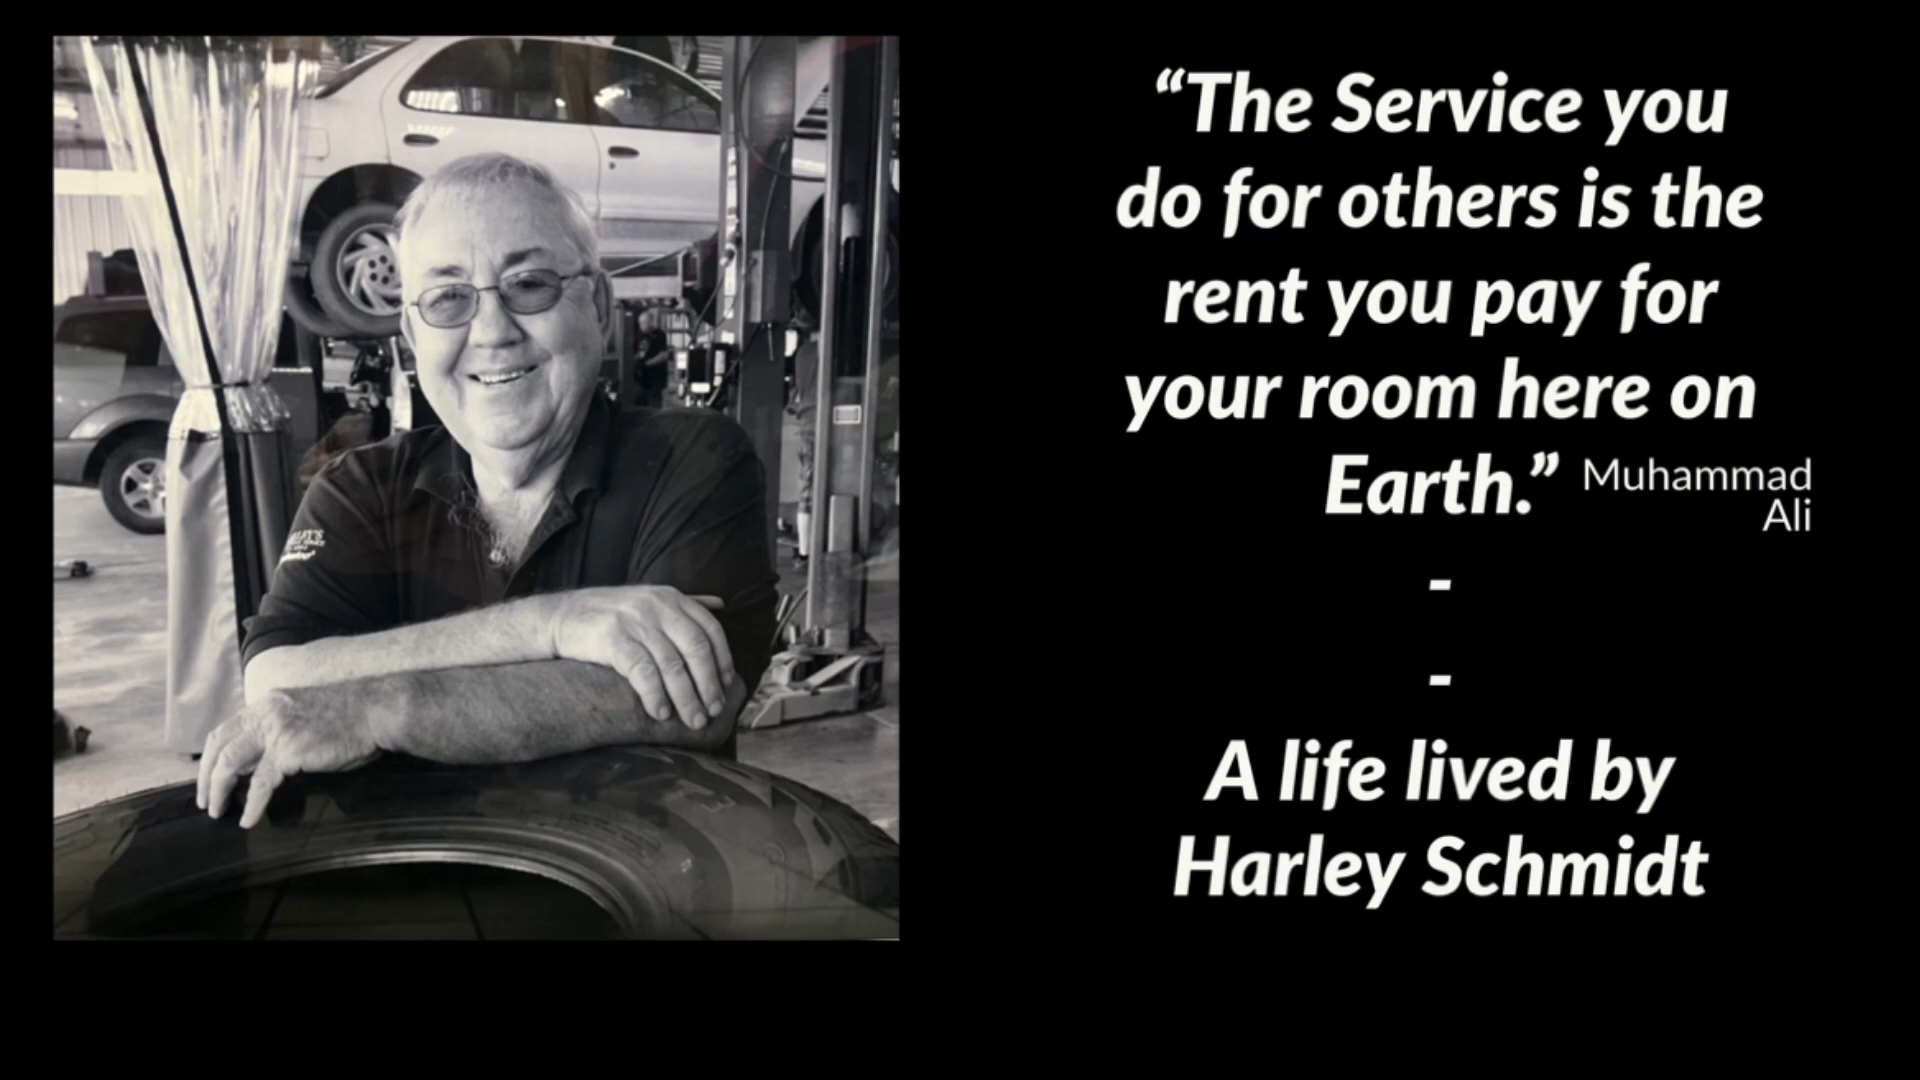 “The Service you
do for others is the
rent you pay for
your room here on
Earth.” Muhammad
Ali
-
-
A life lived by
Harley Schmidt